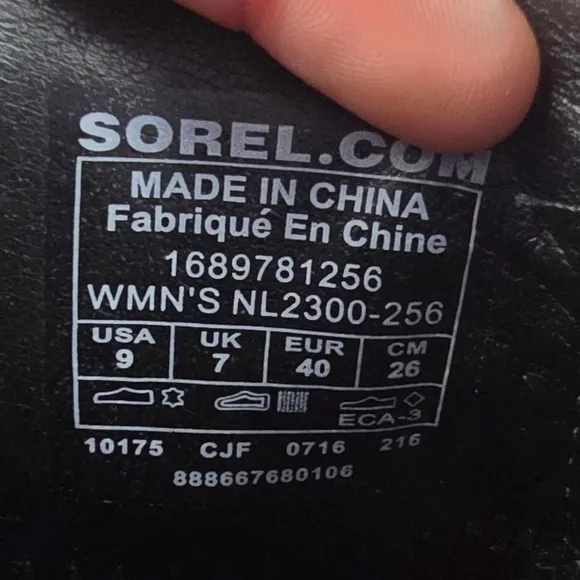 SOREL.COM
MADE IN CHINA
Fabriqué En Chine
1689781256
WMN'S NL2300-256
USA UK EUR CM
9 7 40 26
ECA-3
10175 CJF 0716 216
888667680106